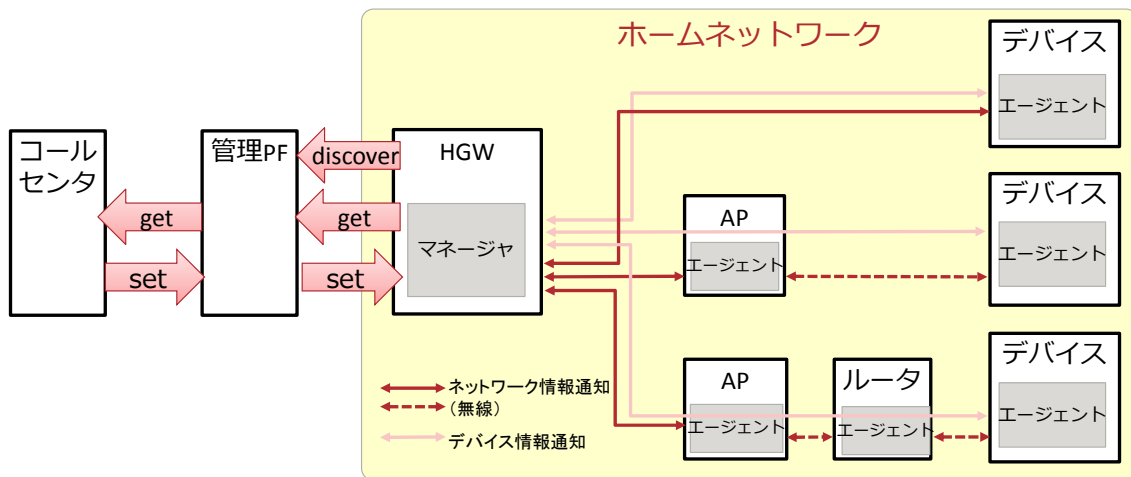 ホームネットワーク
デバイス
エージェント
コール
センタ
管理PF
discover
HGW
get
get
マネージャ
set
set
AP
エージェント
デバイス
エージェント
AP
エージェント
ルータ
エージェント
デバイス
エージェント
ネットワーク情報通知
(無線)
デバイス情報通知